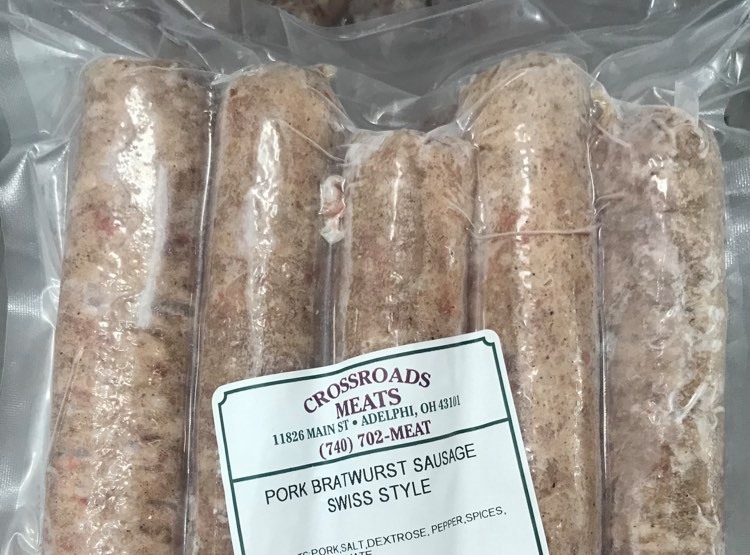 CROSSROADS
MEATS
11826 MAIN ST • ADELPHI, OH 43101
(740) 702-MEAT
PORK BRATWURST SAUSAGE
SWISS STYLE
PORK,SALT,DEXTROSE, PEPPER,SPICES,